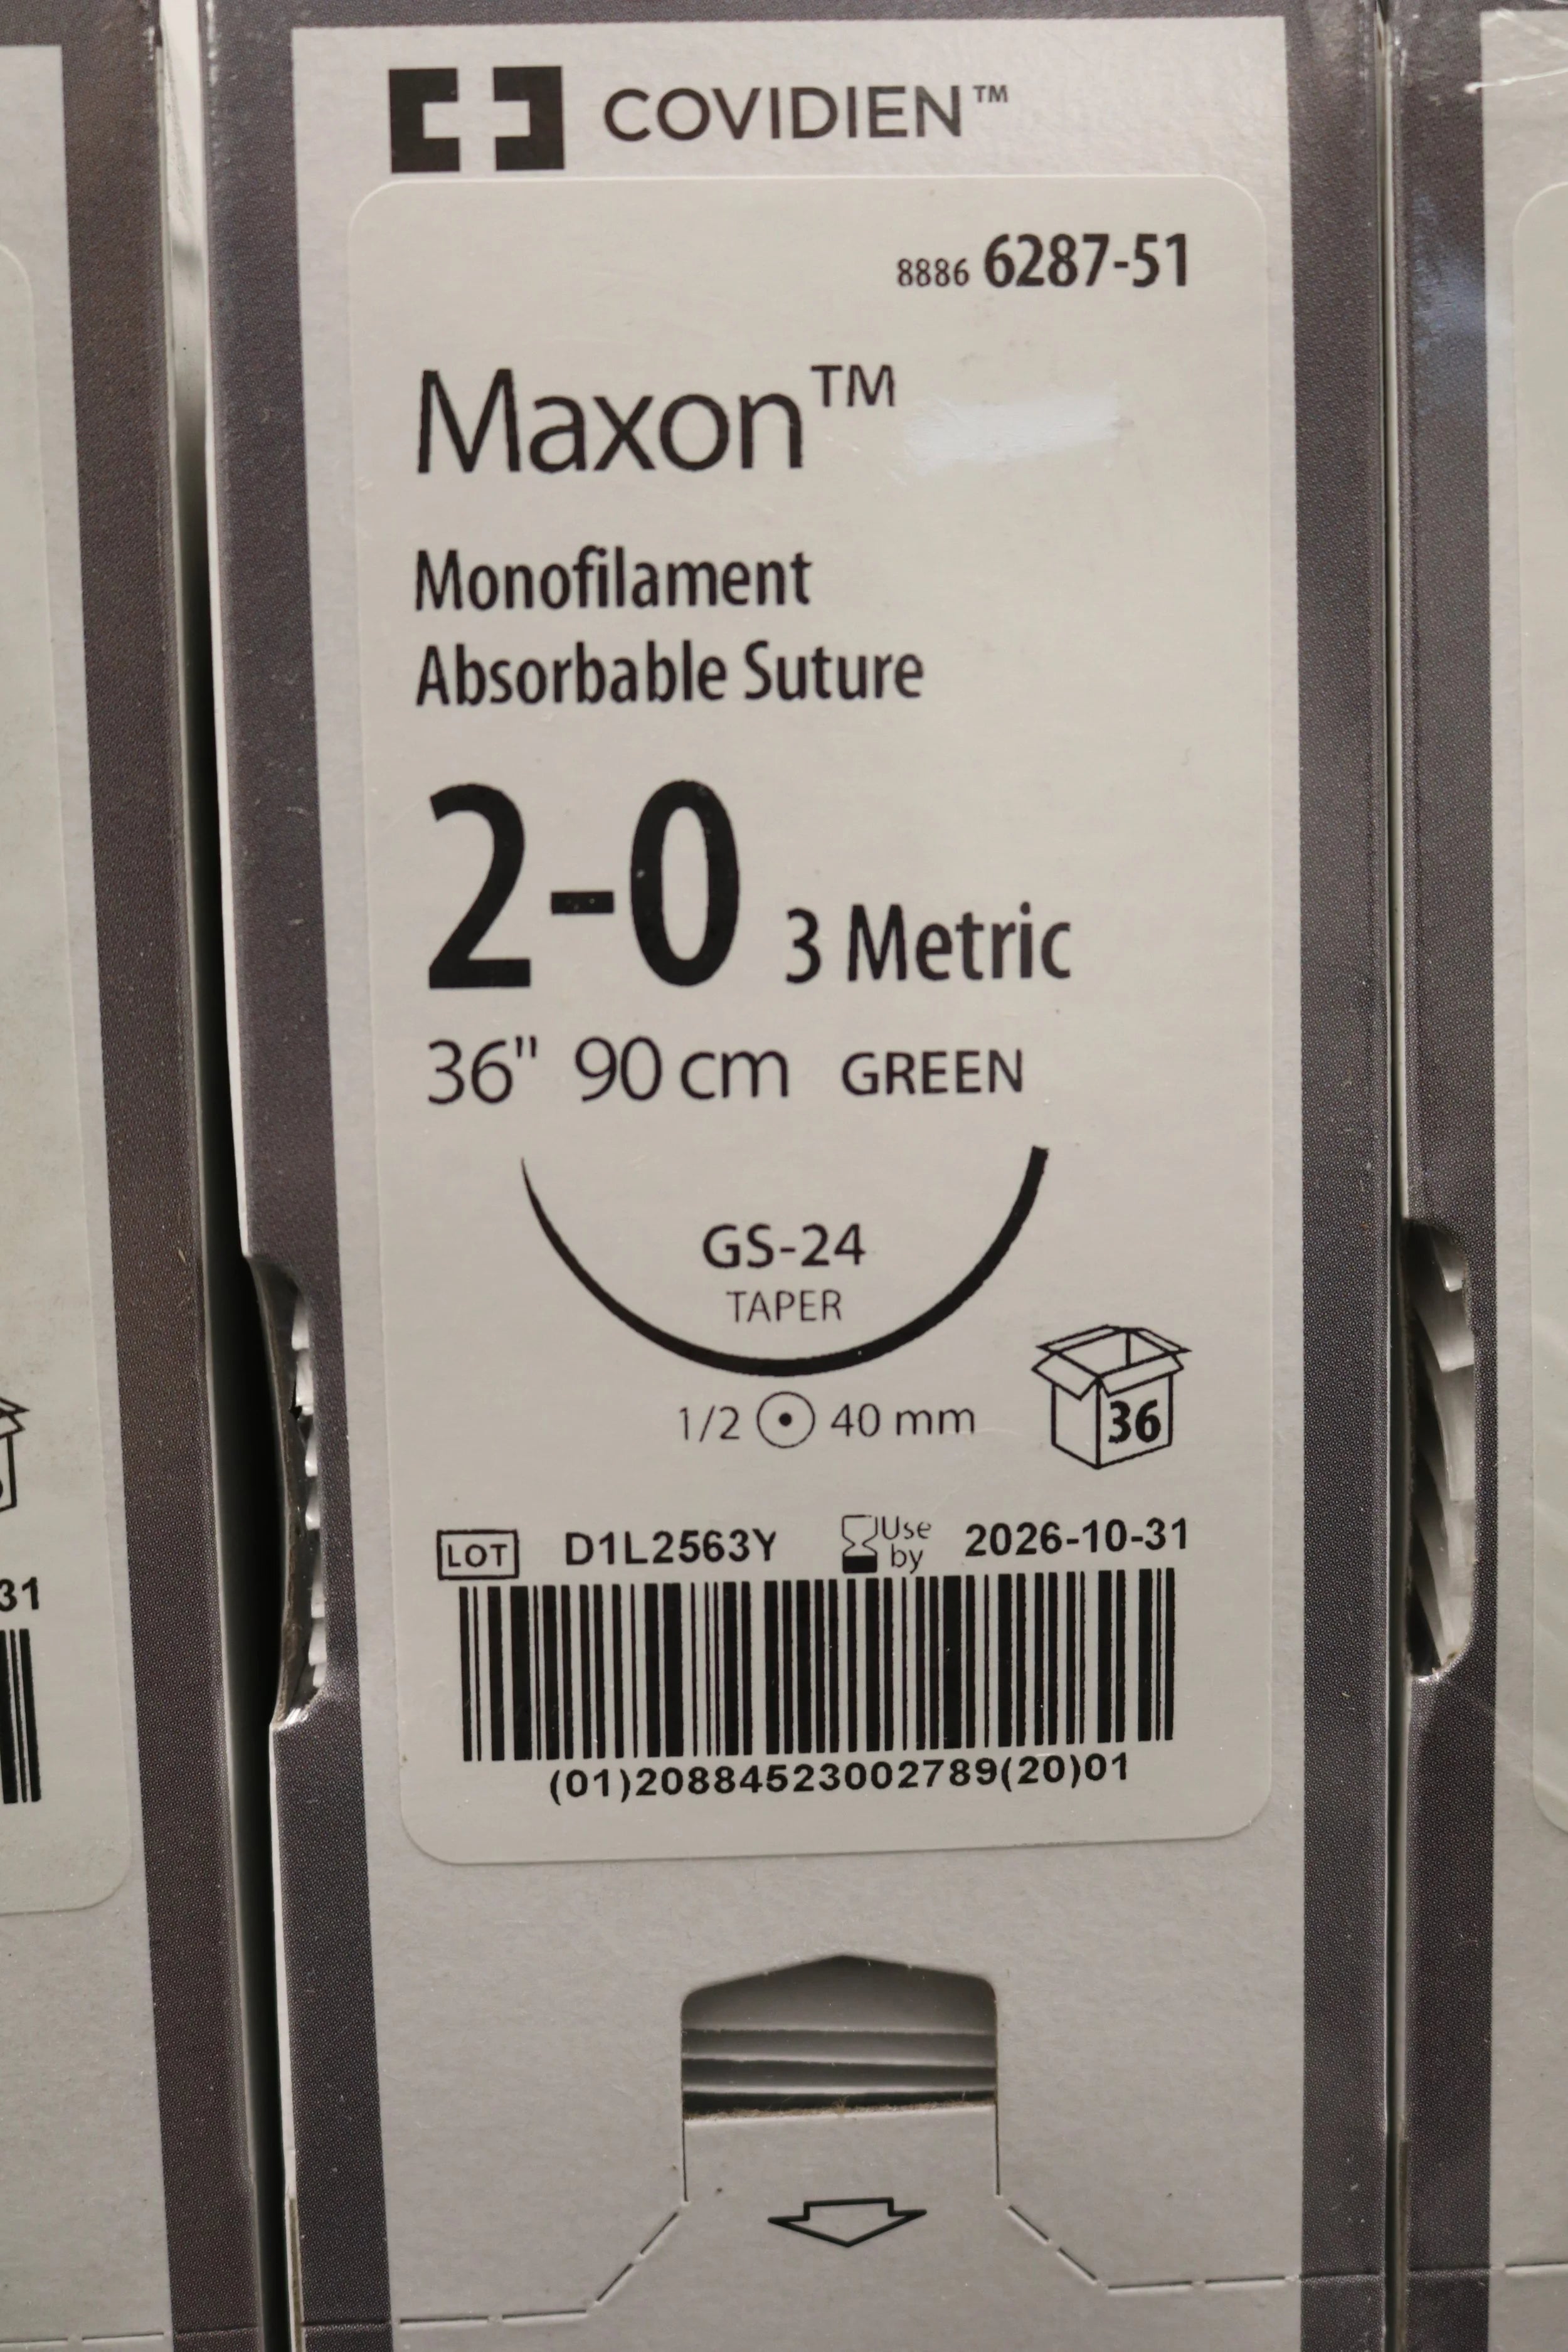 COVIDIEN™
8886 6287-51
Maxon™
Monofilament
Absorbable Suture
2-0 3 Metric
36" 90 cm GREEN
GS-24
TAPER
1/2 40 mm
36
LOT D1L2563Y Use by 2026-10-31
(01)20884523002789(20)01
31